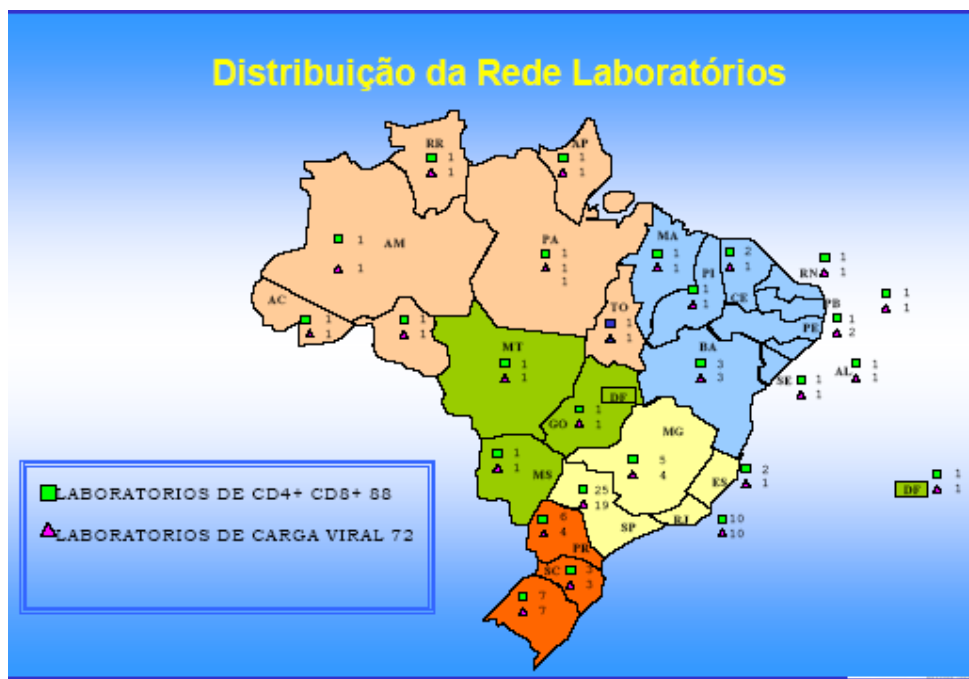 Distribuição da Rede Laboratórios
RR
1
1
AP
1
1
AM
1
1
PA
1
1
1
MA
1
1
PI
1
1
2
1
CE
RN
1
1
PB
1
1
PE
1
2
AC
1
1
1
1
TO
1
1
MT
1
1
BA
3
3
SE
1
1
AL
1
1
DF
GO
1
1
MG
5
4
MS
1
1
ES
2
1
25
19
SP
RJ
10
10
DF
1
1
6
4
PR
SC
3
3
7
7
LABORATORIOS DE CD4+ CD8+ 88
LABORATORIOS DE CARGA VIRAL 72